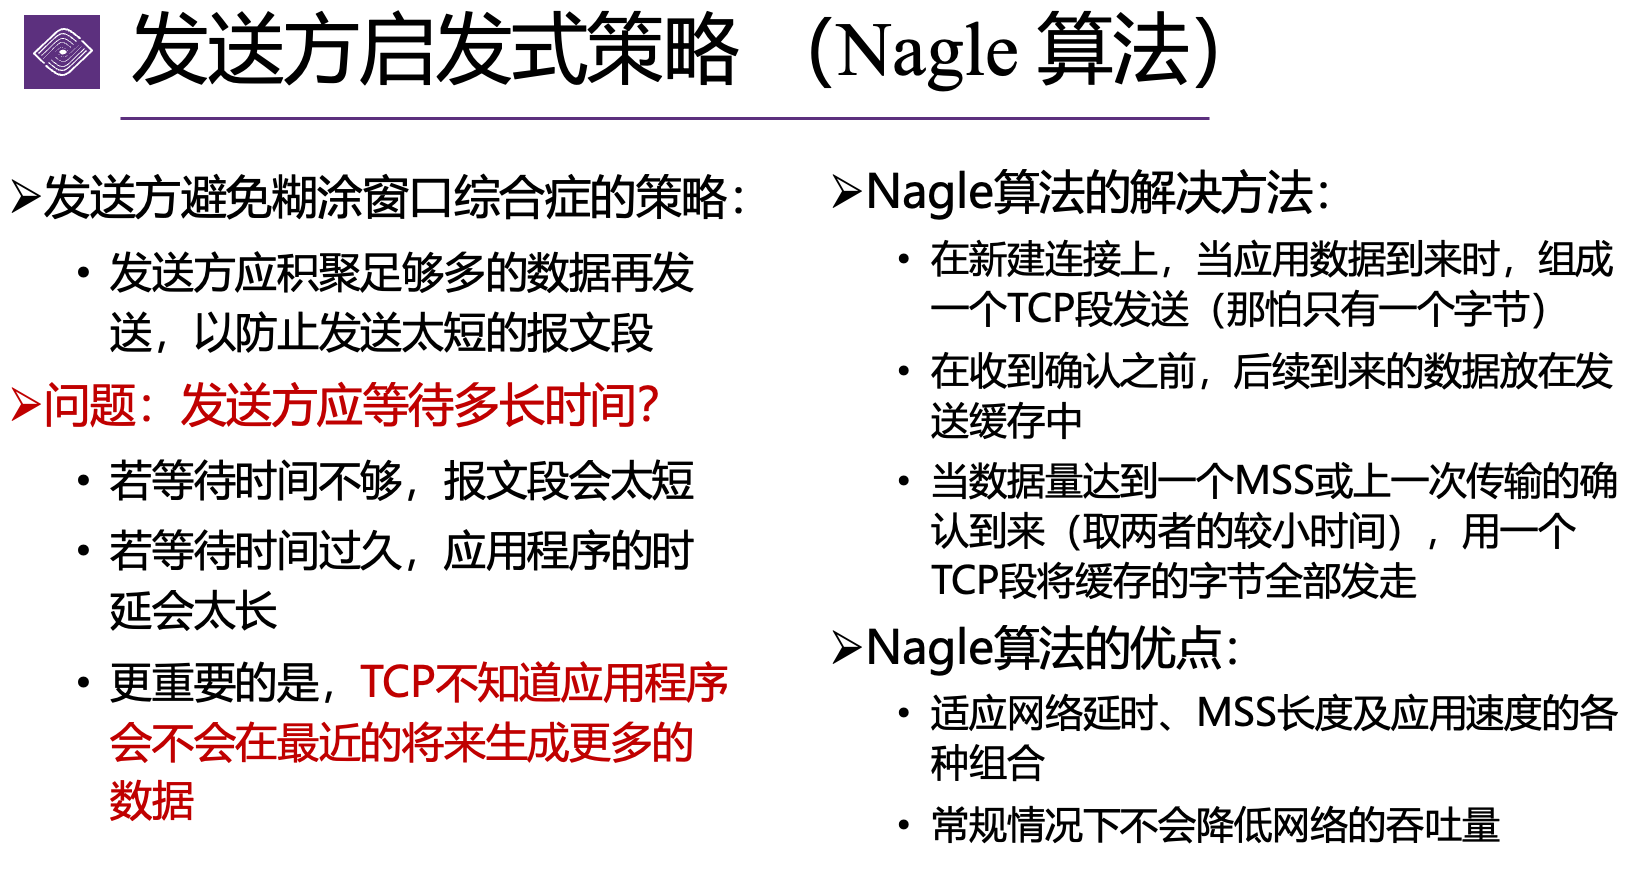 发送方启发式策略 （Nagle 算法）
➢发送方避免糊涂窗口综合症的策略：
• 发送方应积聚足够多的数据再发
送，以防止发送太短的报文段
➢问题：发送方应等待多长时间？
• 若等待时间不够，报文段会太短
• 若等待时间过久，应用程序的时
延会太长
• 更重要的是，TCP不知道应用程序
会不会在最近的将来生成更多的
数据
➢Nagle算法的解决方法：
• 在新建连接上，当应用数据到来时，组成
一个TCP段发送（那怕只有一个字节）
• 在收到确认之前，后续到来的数据放在发
送缓存中
• 当数据量达到一个MSS或上一次传输的确
认到来（取两者的较小时间），用一个
TCP段将缓存的字节全部发走
➢Nagle算法的优点：
• 适应网络延时、MSS长度及应用速度的各
种组合
• 常规情况下不会降低网络的吞吐量